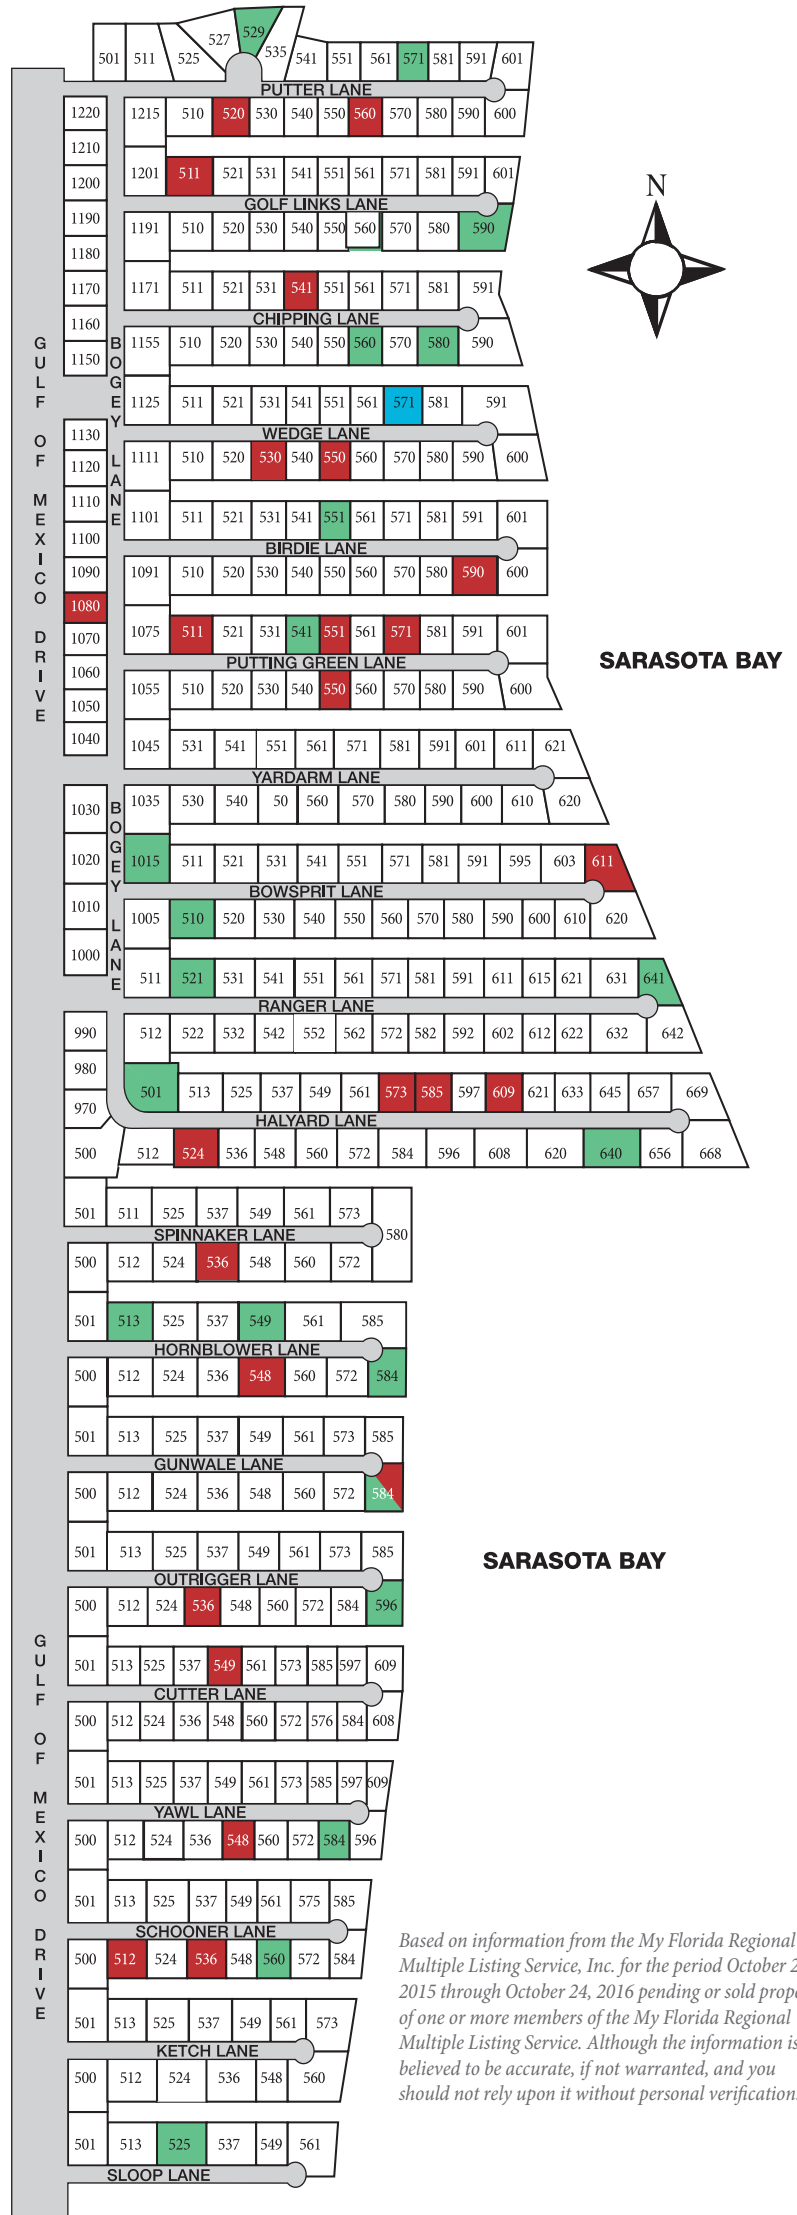 501 511 525 527 529 535 541 551 561 571 581 591 601
PUTTER LANE
1220 1215 510 520 530 540 550 560 570 580 590 600
1210
1200 1201 511 521 531 541 551 561 571 581 591 601
GOLF LINKS LANE
1190 1191 510 520 530 540 550 560 570 580 590
1180
1170 1171 511 521 531 541 551 561 571 581 591
CHIPPING LANE
1160
1150 1155 510 520 530 540 550 560 570 580 590
1125 511 521 531 541 551 561 571 581 591
WEDGE LANE
1130
1120 1111 510 520 530 540 550 560 570 580 590 600
1110
1100 1101 511 521 531 541 551 561 571 581 591 601
BIRDIE LANE
1090 1091 510 520 530 540 550 560 570 580 590 600
1080
1070 1075 511 521 531 541 551 561 571 581 591 601
PUTTING GREEN LANE
1060
1050 1055 510 520 530 540 550 560 570 580 590 600
1040 1045 531 541 551 561 571 581 591 601 611 621
YARDARM LANE
1030 1035 530 540 50 560 570 580 590 600 610 620
1020 1015 511 521 531 541 551 571 581 591 595 603 611
BOWSPRIT LANE
1010 1005 510 520 530 540 550 560 570 580 590 600 610 620
1000 511 521 531 541 551 561 571 581 591 611 615 621 631 641
RANGER LANE
990 512 522 532 542 552 562 572 582 592 602 612 622 632 642
980
970 501 513 525 537 549 561 573 585 597 609 621 633 645 657 669
HALYARD LANE
500 512 524 536 548 560 572 584 596 608 620 640 656 668
501 511 525 537 549 561 573 580
SPINNAKER LANE
500 512 524 536 548 560 572
501 513 525 537 549 561 585
HORNBLOWER LANE
500 512 524 536 548 560 572 584
501 513 525 537 549 561 573 585
GUNWALE LANE
500 512 524 536 548 560 572 584
501 513 525 537 549 561 573 585
OUTRIGGER LANE
500 512 524 536 548 560 572 584 596
501 513 525 537 549 561 573 585 597 609
CUTTER LANE
500 512 524 536 548 560 572 576 584 608
501 513 525 537 549 561 573 585 597 609
YAWL LANE
500 512 524 536 548 560 572 584 596
501 513 525 537 549 561 575 585
SCHOONER LANE
500 512 524 536 548 560 572 584
501 513 525 537 549 561 573
KETCH LANE
500 512 524 536 548 560
501 513 525 537 549 561
SLOOP LANE
GULF OF MEXICO DRIVE
BOGEY LANE
BOGEY LANE
GULF OF MEXICO DRIVE
N
SARASOTA BAY
SARASOTA BAY
Based on information from the My Florida Regional
Multiple Listing Service, Inc. for the period October 2
2015 through October 24, 2016 pending or sold prope
of one or more members of the My Florida Regional
Multiple Listing Service. Although the information is
believed to be accurate, if not warranted, and you
should not rely upon it without personal verification.